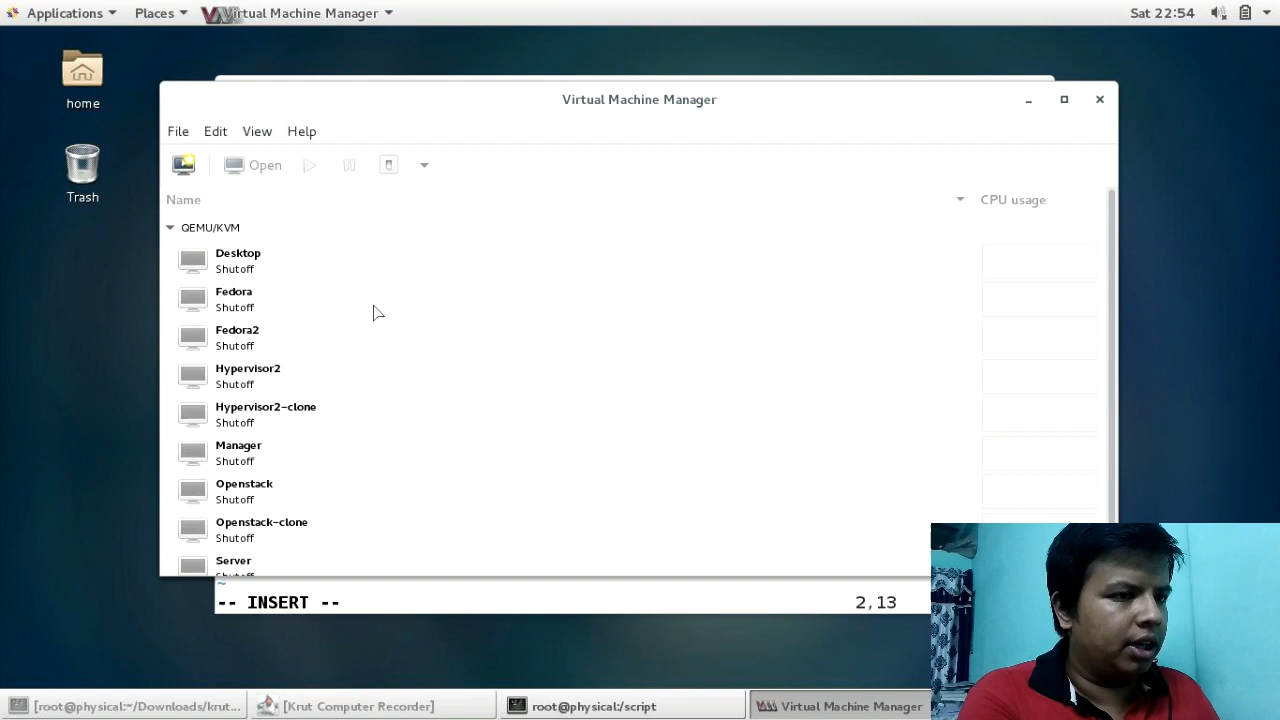 Applications Places Virtual Machine Manager Sat 22:54
home
Trash
Virtual Machine Manager
File Edit View Help
Open
Name CPU usage
QEMU/KVM
Desktop
Shutoff
Fedora
Shutoff
Fedora2
Shutoff
Hypervisor2
Shutoff
Hypervisor2-clone
Shutoff
Manager
Shutoff
Openstack
Shutoff
Openstack-clone
Shutoff
Server
Shutoff
~
-- INSERT -- 2,13
[root@physical:~/Downloads/krut... [Krut Computer Recorder] root@physical:/script Virtual Machine Manager